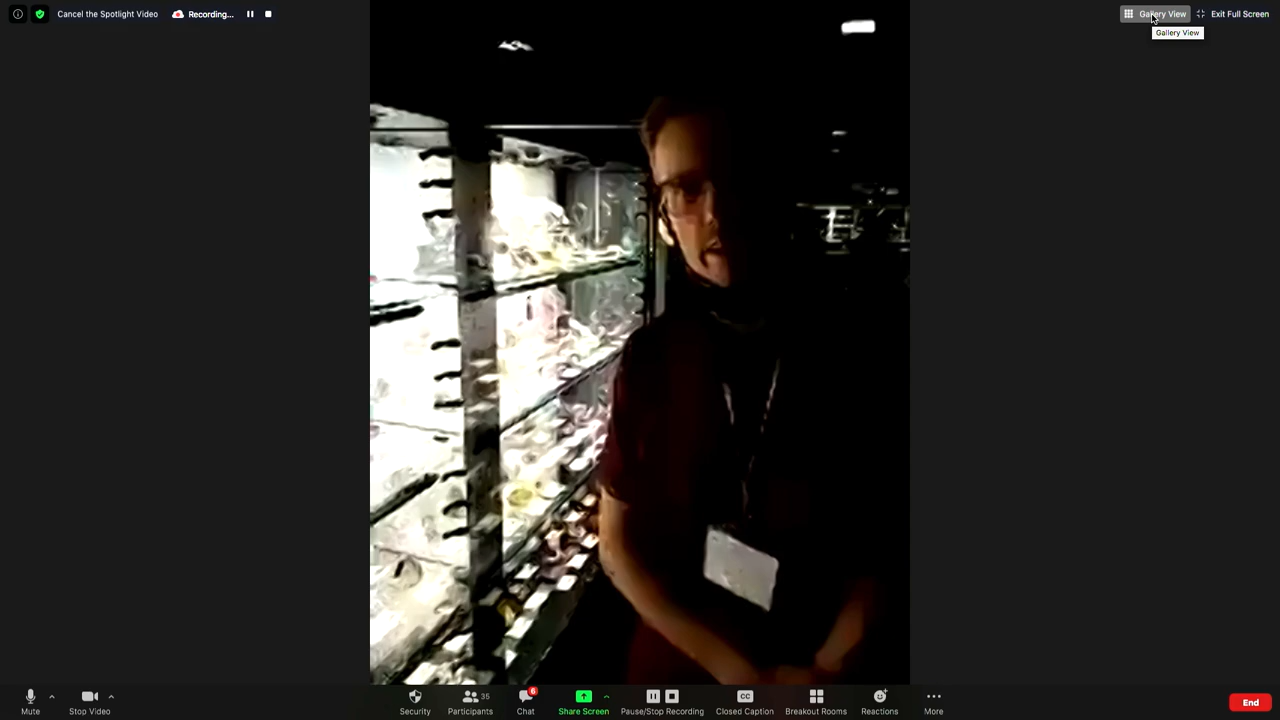 Cancel the Spotlight Video
Recording...
Gallery View
Exit Full Screen
Gallery View
Mute
Stop Video
Security
35
Participants
6
Chat
Share Screen
Pause/Stop Recording
CC
Closed Caption
Breakout Rooms
Reactions
More
End